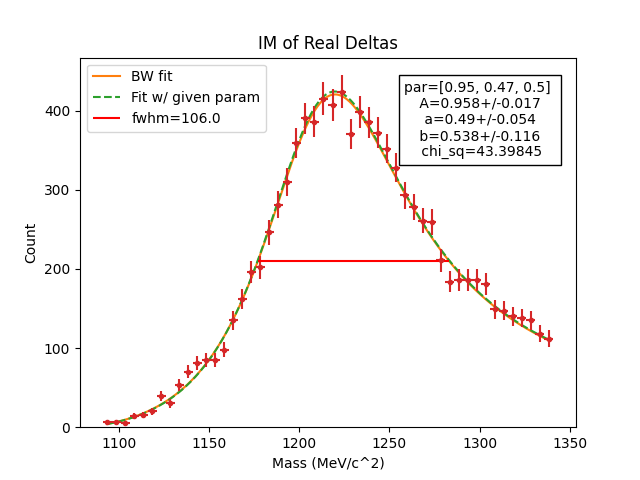 IM of Real Deltas
BW fit
Fit w/ given param
fwhm=106.0
par=[0.95, 0.47, 0.5]
A=0.958+/-0.017
a=0.49+/-0.054
b=0.538+/-0.116
chi_sq=43.39845
Count
400
300
200
100
0
1100 1150 1200 1250 1300 1350
Mass (MeV/c^2)